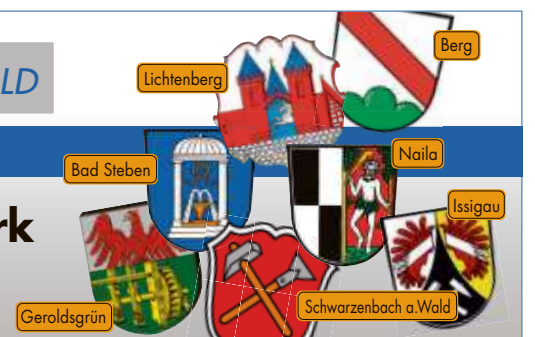 Berg
LD
Lichtenberg
Naila
Bad Steben
Issigau
rk
Schwarzenbach a.Wald
Geroldsgrün